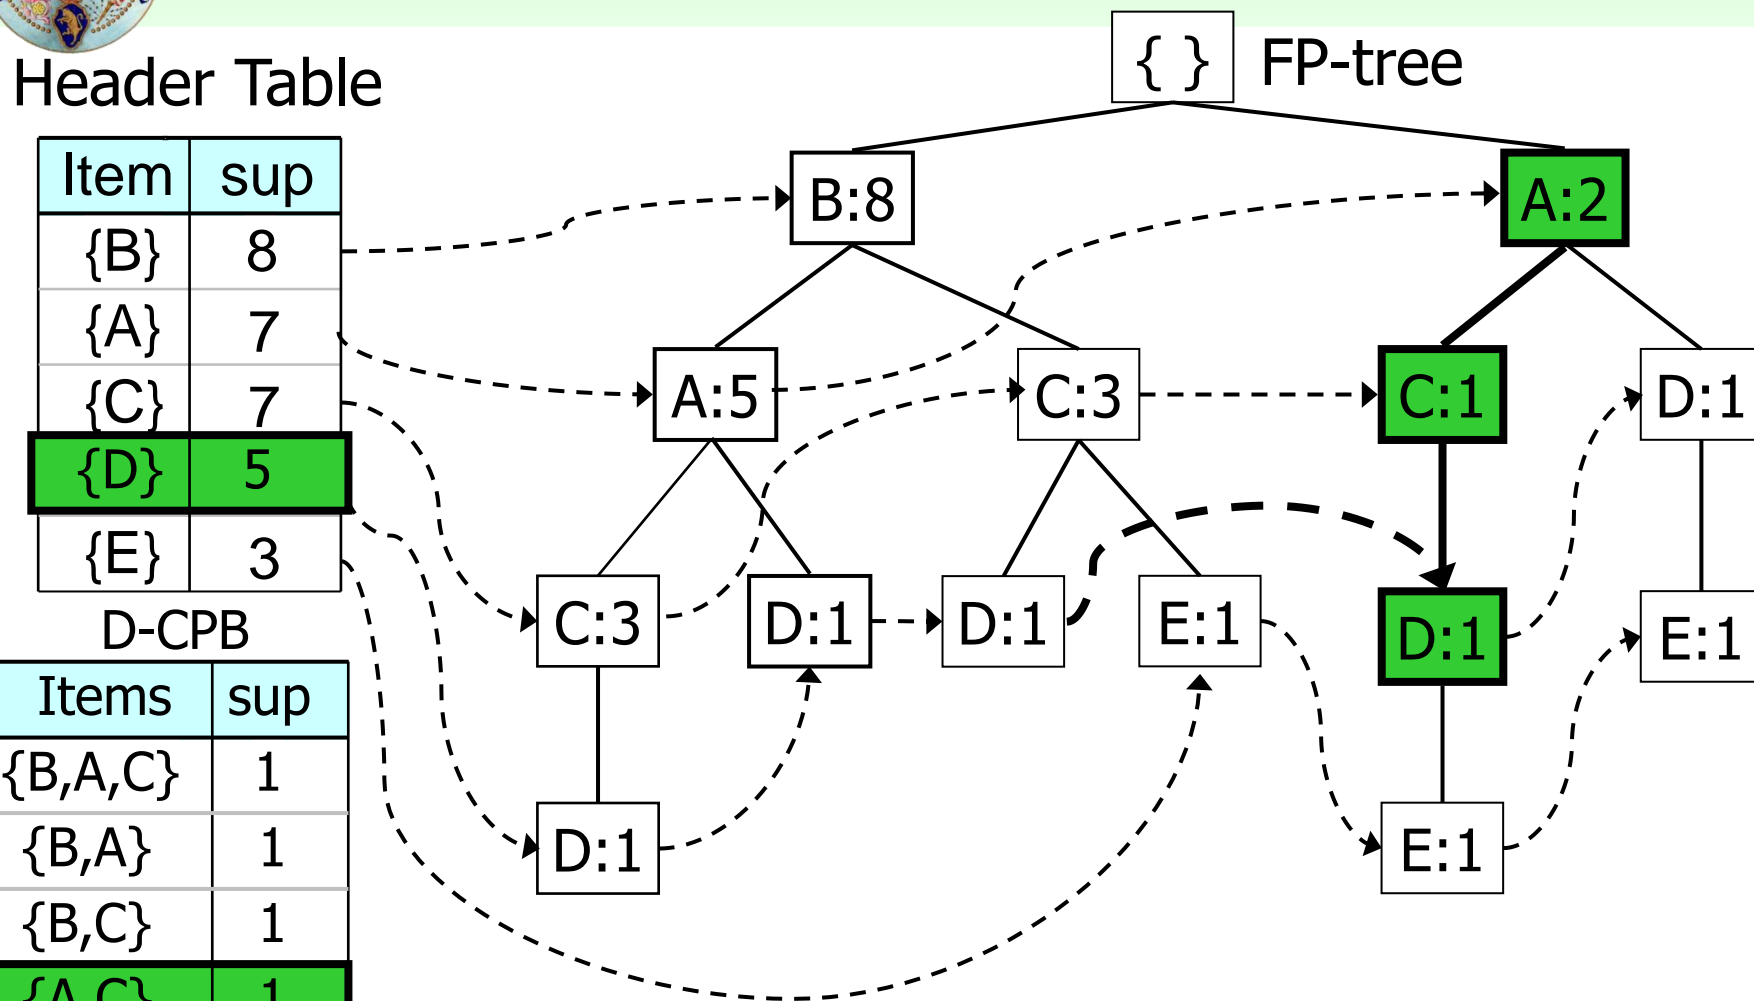 { } FP-tree
Header Table
Item sup
{B} 8
{A} 7
{C} 7
{D} 5
{E} 3
B:8 A:2
A:5 C:3 C:1 D:1
C:3 D:1 D:1 E:1 D:1 E:1
D:1 E:1
D-CPB
Items sup
{B,A,C} 1
{B,A} 1
{B,C} 1
{A,C} 1